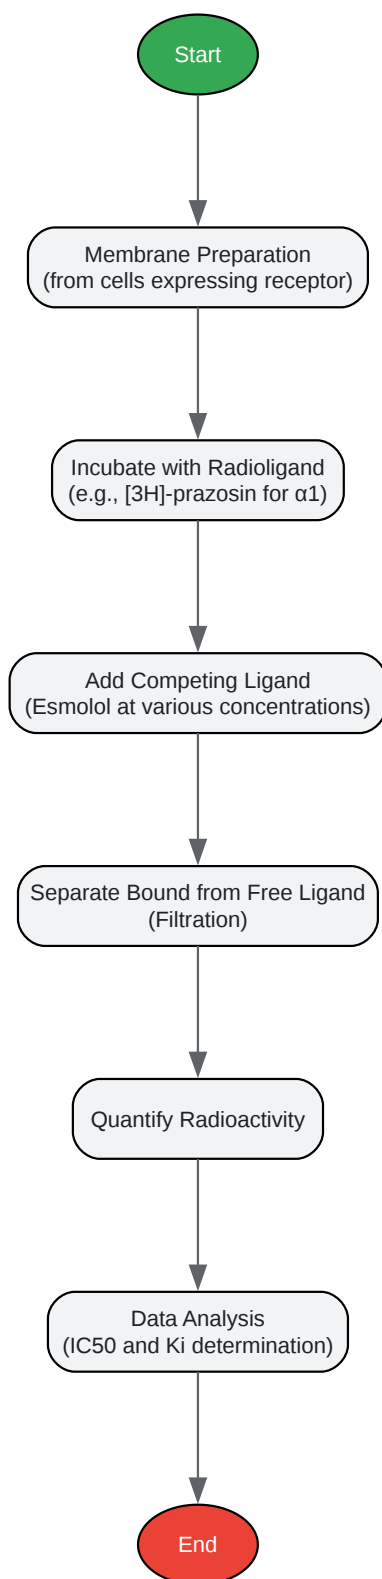 Start
Membrane Preparation
(from cells expressing receptor)
Incubate with Radioligand
(e.g., [3H]-prazosin for α1)
Add Competing Ligand
(Esmolol at various concentrations)
Separate Bound from Free Ligand
(Filtration)
Quantify Radioactivity
Data Analysis
(IC50 and Ki determination)
End